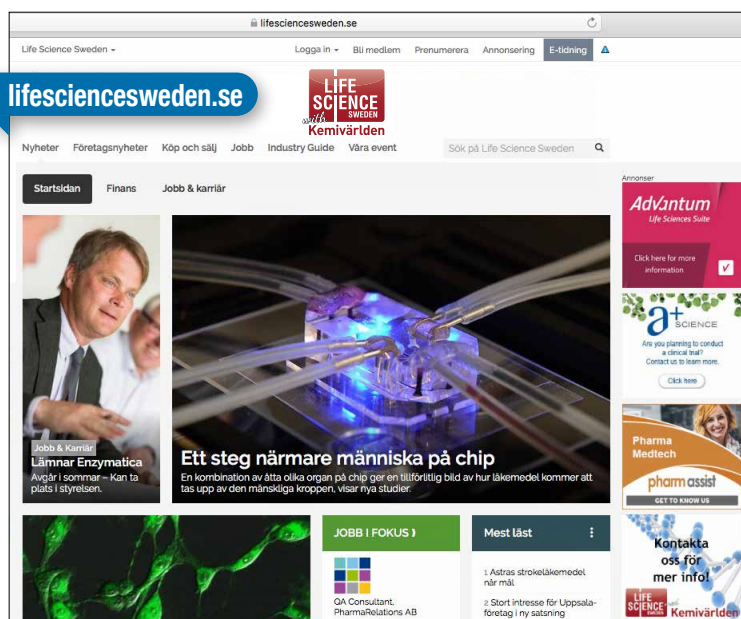 lifesciencesweden.se
Life Science Sweden
Logga in
Bli medlem
Prenumerera
Annonsering
E-tidning
lifesciencesweden.se
LIFE
SCIENCE
SWEDEN
with
Kemivärlden
Nyheter
Företagsnyheter
Köp och sälj
Jobb
Industry Guide
Våra event
Sök på Life Science Sweden
Startsidan
Finans
Jobb & karriär
Jobb & Karriär
Lämnar Enzymatica
Avgår i sommar – Kan ta
plats i styrelsen.
Ett steg närmare människa på chip
En kombination av åtta olika organ på chip ger en tillförlitlig bild av hur läkemedel kommer att
tas upp av den mänskliga kroppen, visar nya studier.
JOBB I FOKUS
QA Consultant,
PharmaRelations AB
Mest läst
1 Astras strokeläkemedel
når mål
2 Stort intresse för Uppsala-
företag i ny satsning
Annonser
Advantum
Life Sciences Suite
Click here for more
information
a+
SCIENCE
Are you planning to conduct
a clinical trial?
Contact us to learn more.
Click here
Pharma
Medtech
pharm assist
GET TO KNOW US
Kontakta
oss för
mer info!
LIFE
SCIENCE
with
Kemivärlden